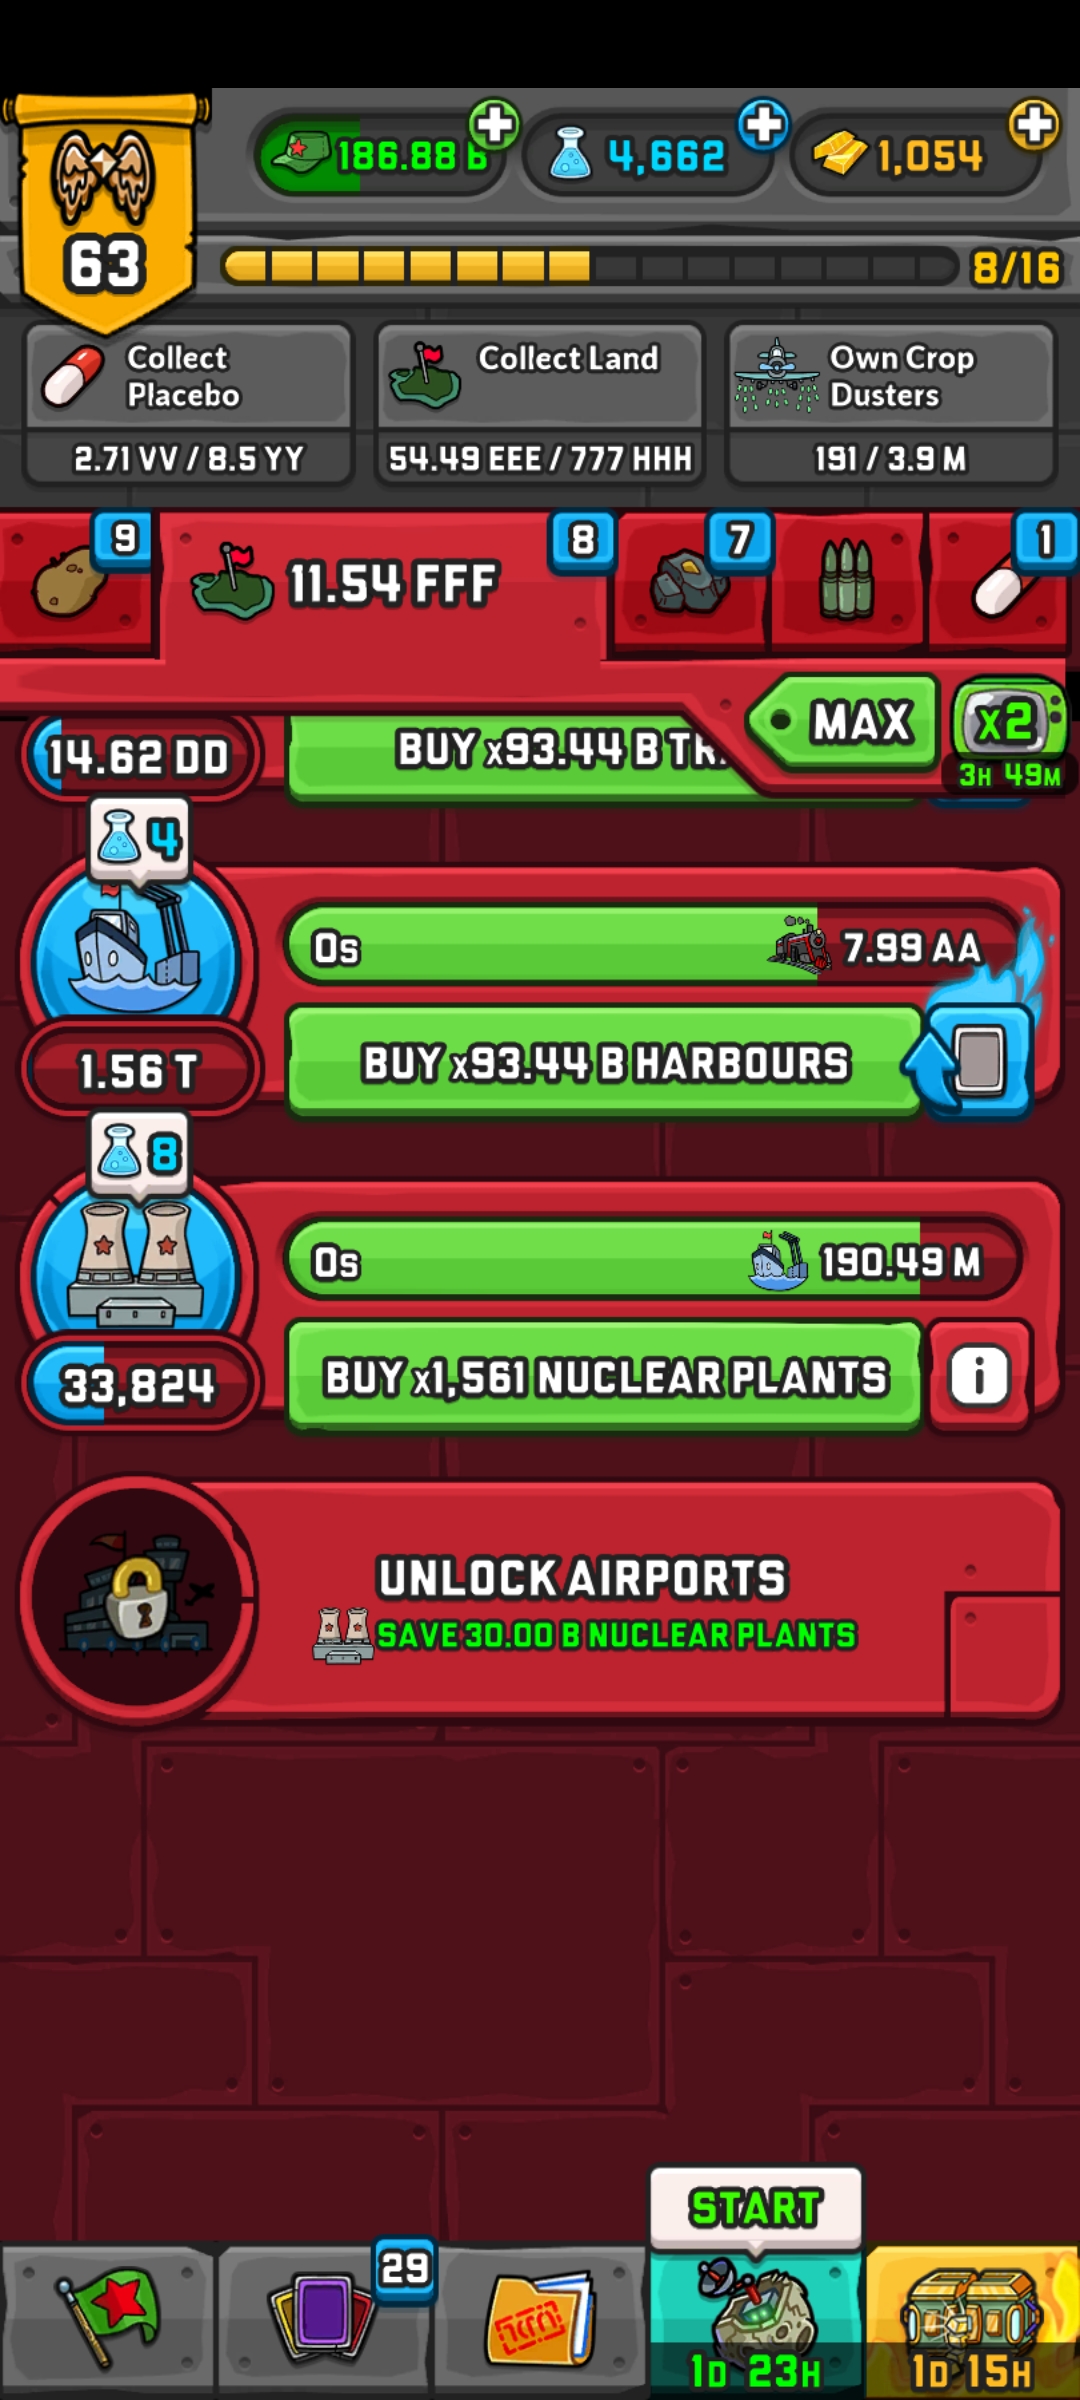 186.88 B
4,662
1,054
63
8/16
Collect
Placebo
2.71 VV / 8.5 YY
Collect Land
54.49 EEE / 777 HHH
Own Crop
Dusters
191 / 3.9 M
9
11.54 FFF
8
7
1
MAX
x2
3H 49M
14.62 DD
BUY x93.44 B
4
0s
7.99 AA
1.56 T
BUY x93.44 B HARBOURS
8
0s
190.49 M
33,824
BUY x1,561 NUCLEAR PLANTS
i
UNLOCK AIRPORTS
SAVE 30.00 B NUCLEAR PLANTS
START
29
1D 23H
1D 15H